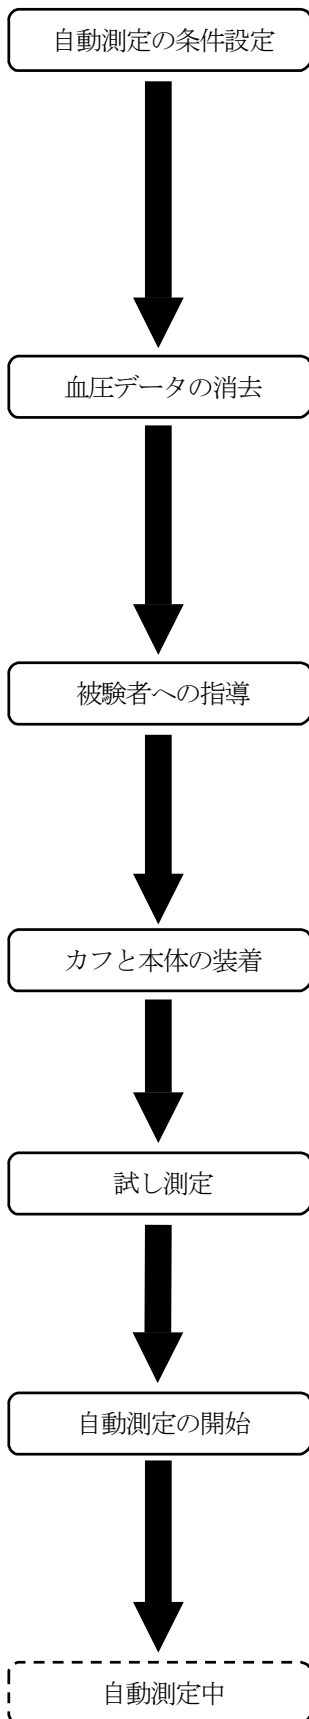 自動測定の条件設定
血圧データの消去
被験者への指導
カフと本体の装着
試し測定
自動測定の開始
自動測定中